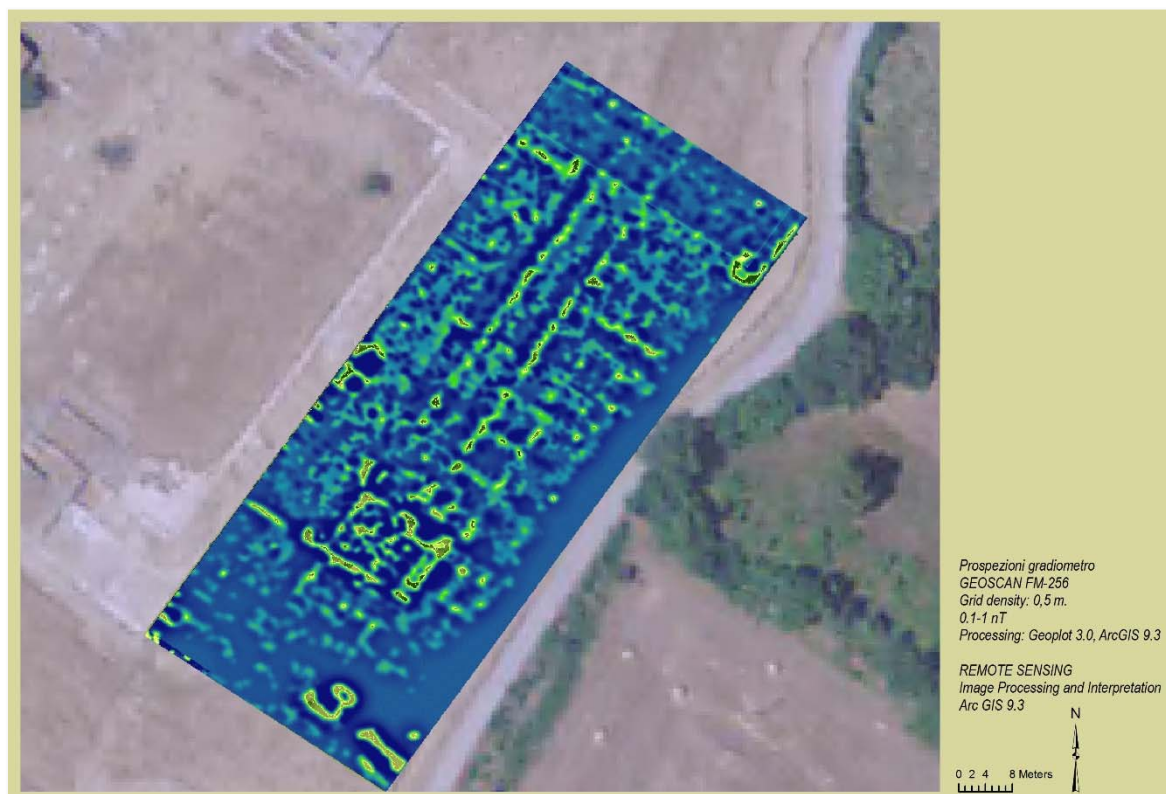 Prospezioni gradiometro
GEOSCAN FM-256
Grid density: 0,5 m.
0.1-1 nT
Processing: Geoplot 3.0, ArcGIS 9.3
REMOTE SENSING
Image Processing and Interpretation
Arc GIS 9.3
N
0 2 4 8 Meters